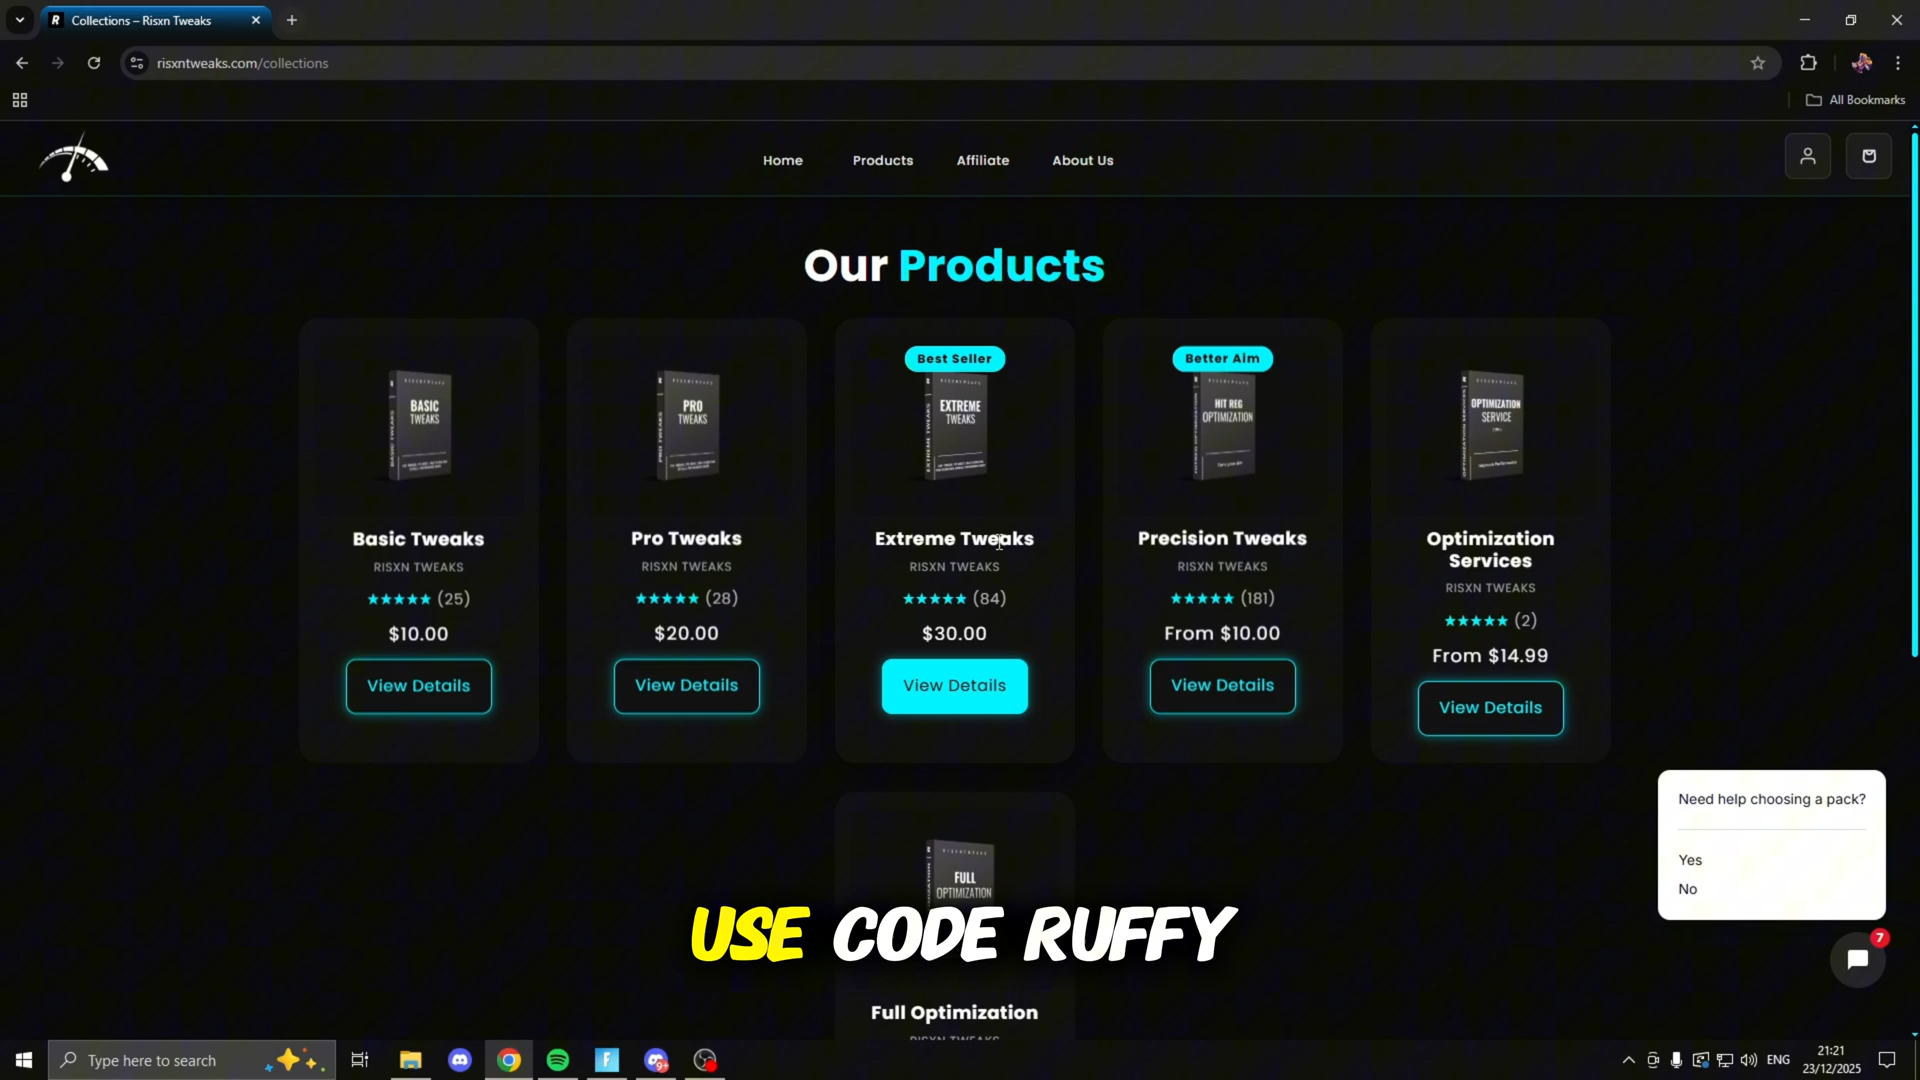 R Collections – Risxn Tweaks
risxntweaks.com/collections
All Bookmarks
Home Products Affiliate About Us
Our Products
BASIC TWEAKS
PRO TWEAKS
Best Seller
EXTREME TWEAKS
Better Aim
HIT REG OPTIMIZATION
OPTIMIZATION SERVICE
Basic Tweaks
RISXN TWEAKS
★★★★★ (25)
$10.00
View Details
Pro Tweaks
RISXN TWEAKS
★★★★★ (28)
$20.00
View Details
Extreme Tweaks
RISXN TWEAKS
★★★★★ (84)
$30.00
View Details
Precision Tweaks
RISXN TWEAKS
★★★★★ (181)
From $10.00
View Details
Optimization
Services
RISXN TWEAKS
★★★★★ (2)
From $14.99
View Details
Need help choosing a pack?
Yes
No
7
FULL
OPTIMIZATION
USE CODE RUFFY
Full Optimization
RISXN TWEAKS
Type here to search
9+
ENG
21:21
23/12/2025